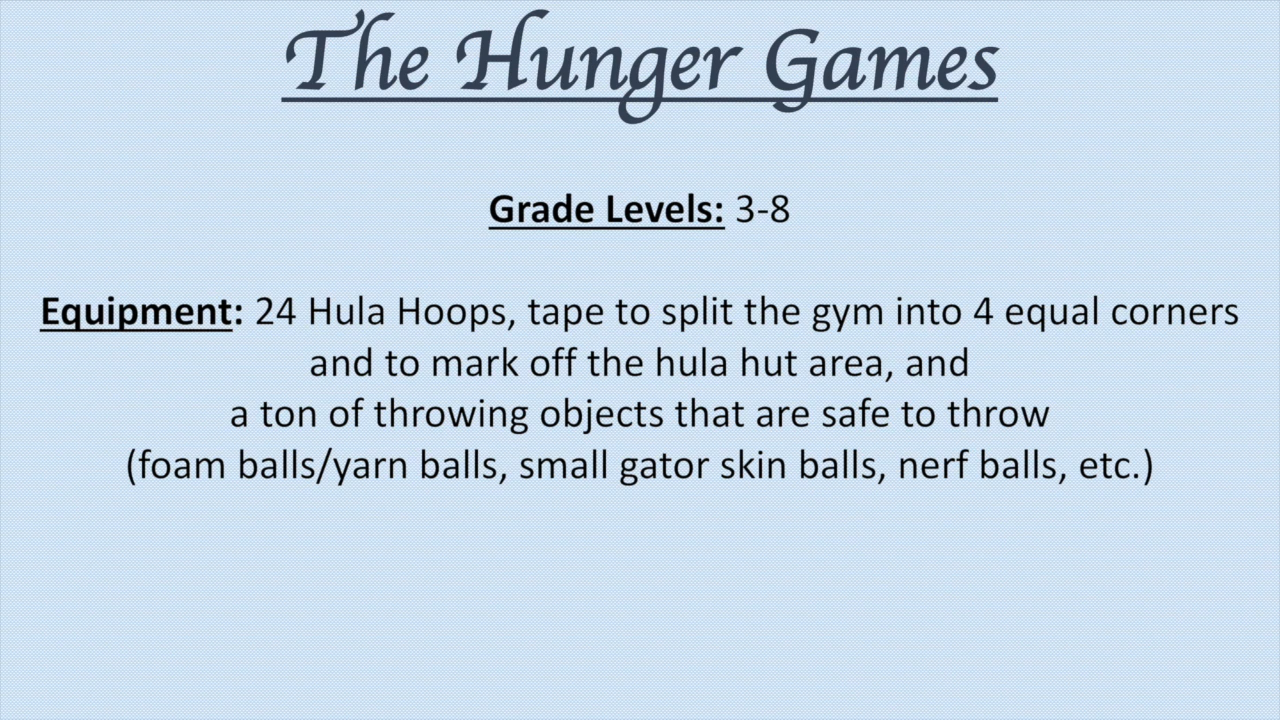 The Hunger Games
Grade Levels: 3-8
Equipment: 24 Hula Hoops, tape to split the gym into 4 equal corners
and to mark off the hula hut area, and
a ton of throwing objects that are safe to throw
(foam balls/yarn balls, small gator skin balls, nerf balls, etc.)